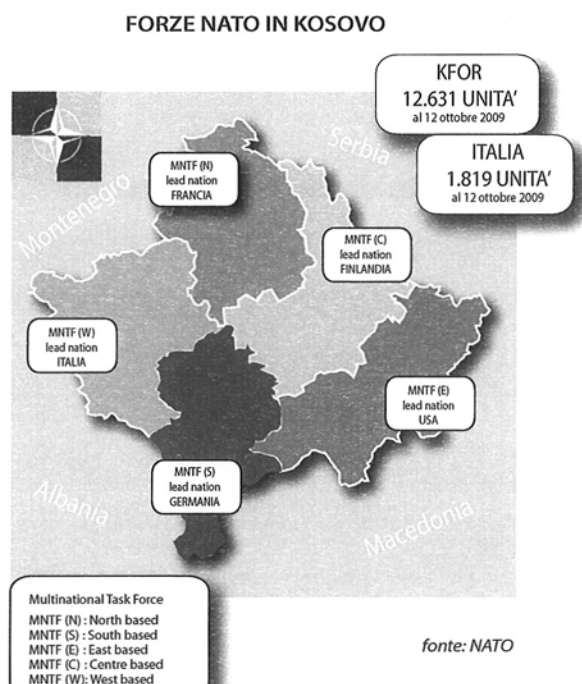 FORZE NATO IN KOSOVO
KFOR
12.631 UNITA'
al 12 ottobre 2009
ITALIA
1.819 UNITA'
al 12 ottobre 2009
Serbia
Montenegro
MNTF (N)
lead nation
FRANCIA
MNTF (C)
lead nation
FINLANDIA
MNTF (W)
lead nation
ITALIA
MNTF (E)
lead nation
USA
MNTF (S)
lead nation
GERMANIA
Albania
Macedonia
Multinational Task Force
MNTF (N) : North based
MNTF (S) : South based
MNTF (E) : East based
MNTF (C) : Centre based
MNTF (W): West based
fonte: NATO